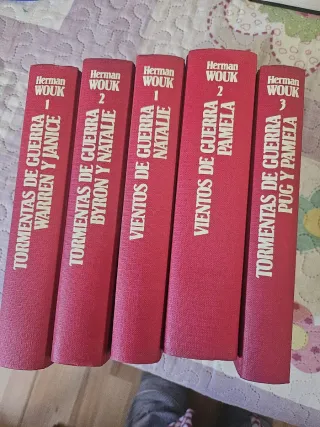 Herman
WOUK
1
TORMENTAS DE GUERRA
WARREN Y JANICE
Herman
WOUK
2
TORMENTAS DE GUERRA
BYRON Y NATALIE
Herman
WOUK
1
VIENTOS DE GUERRA
NATALIE
Herman
WOUK
2
VIENTOS DE GUERRA
PAMELA
Herman
WOUK
3
TORMENTAS DE GUERRA
PUG Y PAMELA